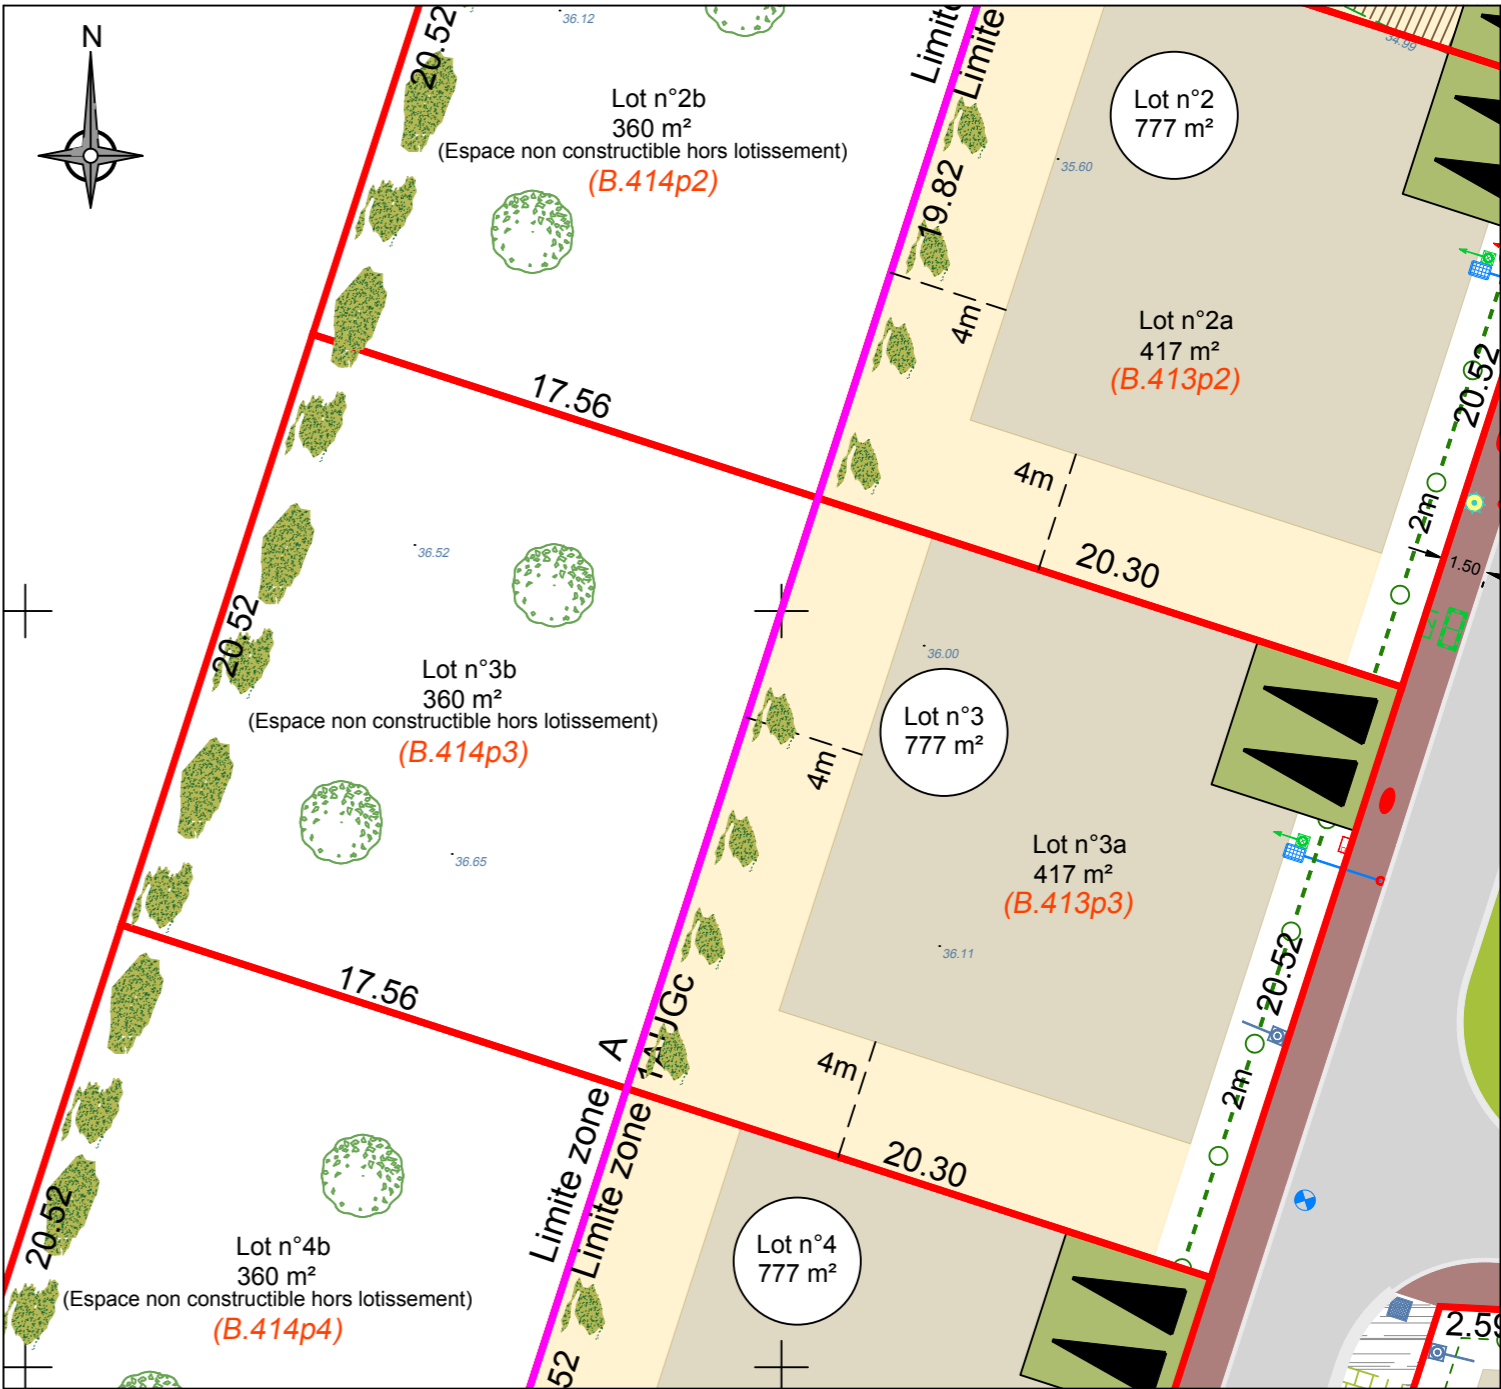 N
20.52
36.12
Limite
Limite
34.99
Lot n°2b
360 m²
(Espace non constructible hors lotissement)
(B.414p2)
Lot n°2
777 m²
35.60
19.82
4m
Lot n°2a
417 m²
(B.413p2)
20.52
17.56
4m
2m
1.50
20.30
36.52
20.52
Lot n°3b
360 m²
(Espace non constructible hors lotissement)
(B.414p3)
36.00
Lot n°3
777 m²
4m
36.65
Lot n°3a
417 m²
(B.413p3)
36.11
20.52
17.56
4m
2m
20.30
Limite zone A
Limite zone 1AUGc
20.52
Lot n°4b
360 m²
(Espace non constructible hors lotissement)
(B.414p4)
Lot n°4
777 m²
52
2.59